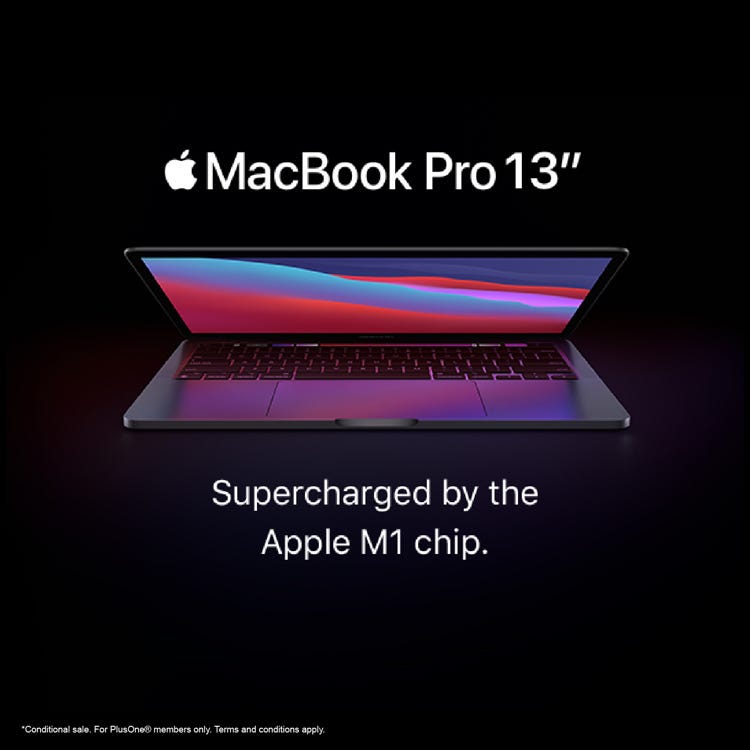 MacBook Pro 13″
Supercharged by the
Apple M1 chip.
*Conditional sale. For PlusOne® members only. Terms and conditions apply.